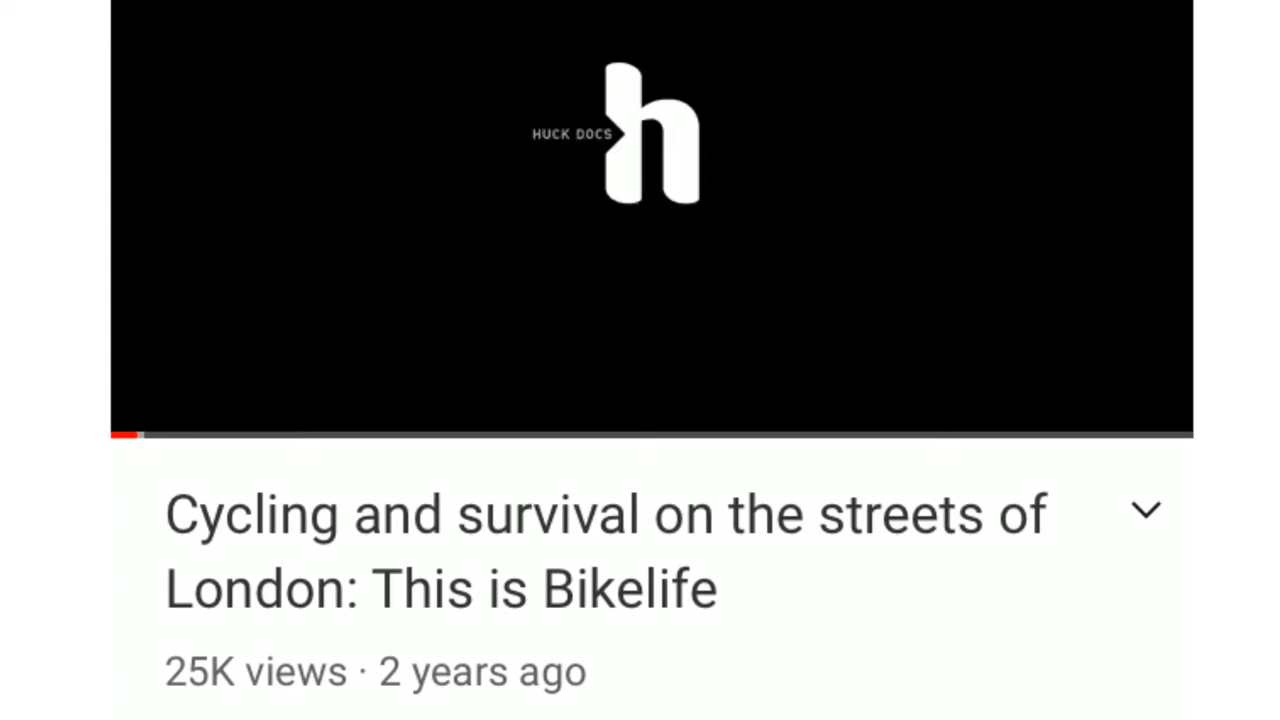 HUCK DOCS
h
Cycling and survival on the streets of
London: This is Bikelife
25K views · 2 years ago